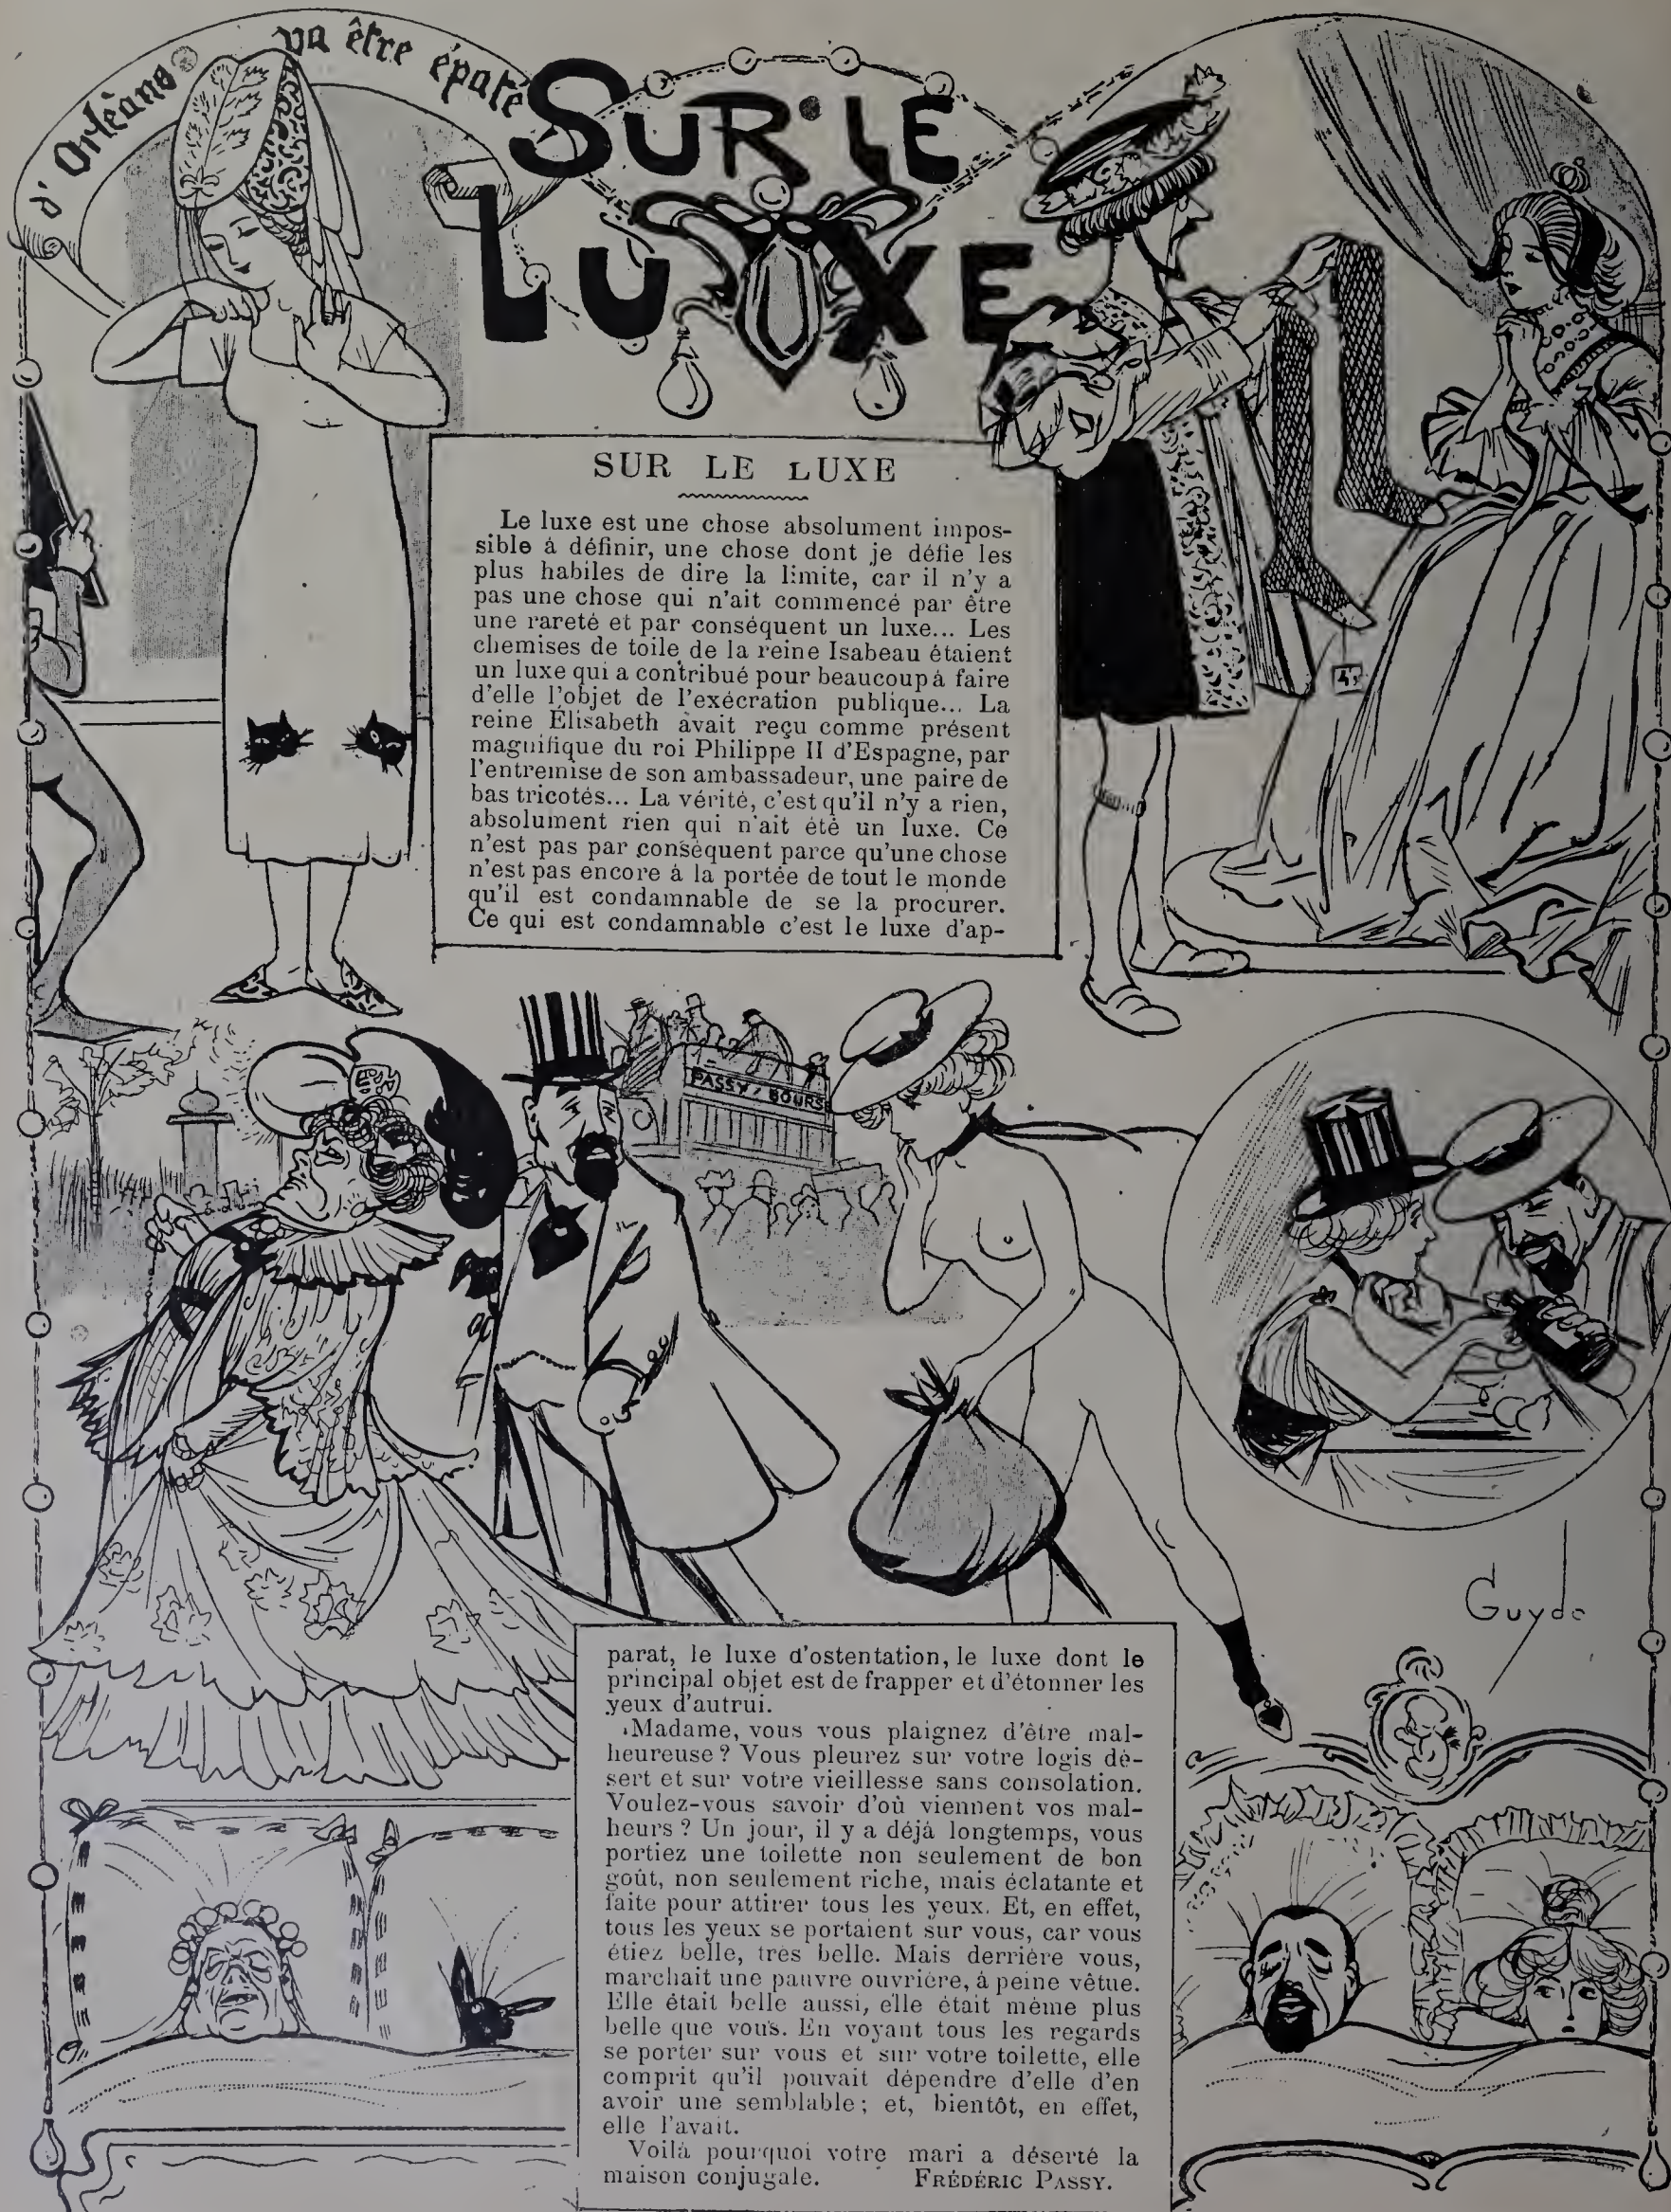 d'Orléans va être épaté
SUR LE
LUXE
SUR LE LUXE
Le luxe est une chose absolument impos-
sible à définir, une chose dont je défie les
plus habiles de dire la limite, car il n'y a
pas une chose qui n'ait commencé par être
une rareté et par conséquent un luxe... Les
chemises de toile de la reine Isabeau étaient
un luxe qui a contribué pour beaucoup à faire
d'elle l'objet de l'exécration publique... La
reine Élisabeth avait reçu comme présent
magnifique du roi Philippe II d'Espagne, par
l'entremise de son ambassadeur, une paire de
bas tricotés... La vérité, c'est qu'il n'y a rien,
absolument rien qui n'ait été un luxe. Ce
n'est pas par conséquent parce qu'une chose
n'est pas encore à la portée de tout le monde
qu'il est condamnable de se la procurer.
Ce qui est condamnable c'est le luxe d'ap-
PASSY / BOURS
Guydo
parat, le luxe d'ostentation, le luxe dont le
principal objet est de frapper et d'étonner les
yeux d'autrui.
Madame, vous vous plaignez d'être mal-
heureuse ? Vous pleurez sur votre logis dé-
sert et sur votre vieillesse sans consolation.
Voulez-vous savoir d'où viennent vos mal-
heurs ? Un jour, il y a déjà longtemps, vous
portiez une toilette non seulement de bon
goût, non seulement riche, mais éclatante et
faite pour attirer tous les yeux. Et, en effet,
tous les yeux se portaient sur vous, car vous
étiez belle, très belle. Mais derrière vous,
marchait une pauvre ouvrière, à peine vêtue.
Elle était belle aussi, elle était même plus
belle que vous. En voyant tous les regards
se porter sur vous et sur votre toilette, elle
comprit qu'il pouvait dépendre d'elle d'en
avoir une semblable ; et, bientôt, en effet,
elle l'avait.
Voilà pourquoi votre mari a déserté la
maison conjugale. FRÉDÉRIC PASSY.